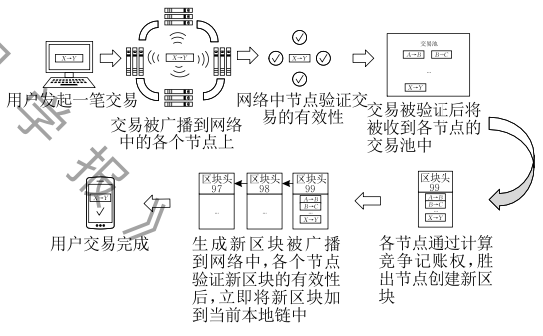 X→Y
用户发起一笔交易
X→Y
交易被广播到网络
中的各个节点上
X→Y
网络中节点验证交
易的有效性
交易池
A→B B→C
...
X→Y
交易被验证后将
被收到各节点的
交易池中
区块头
99
A→B
B→C
...
X→Y
各节点通过计算
竞争记账权,胜
出节点创建新区
块
区块头
97
...
区块头
98
...
区块头
99
A→B
B→C
...
X→Y
生成新区块被广播
到网络中,各个节点
验证新区块的有效性
后,立即将新区块加
到当前本地链中
X→Y
用户交易完成
学报》